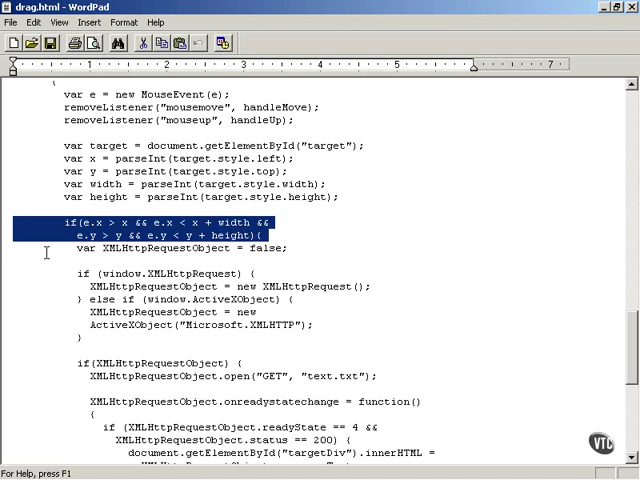 drag.html - WordPad
File Edit View Insert Format Help
1 2 3 4 5 7
var e = new MouseEvent(e);
removeListener("mousemove", handleMove);
removeListener("mouseup", handleUp);
var target = document.getElementById("target");
var x = parseInt(target.style.left);
var y = parseInt(target.style.top);
var width = parseInt(target.style.width);
var height = parseInt(target.style.height);
if(e.x > x && e.x < x + width &&
e.y > y && e.y < y + height){
var XMLHttpRequestObject = false;
if (window.XMLHttpRequest) {
XMLHttpRequestObject = new XMLHttpRequest();
} else if (window.ActiveXObject) {
XMLHttpRequestObject = new
ActiveXObject("Microsoft.XMLHTTP");
}
if(XMLHttpRequestObject) {
XMLHttpRequestObject.open("GET", "text.txt");
XMLHttpRequestObject.onreadystatechange = function()
{
if (XMLHttpRequestObject.readyState == 4 &&
XMLHttpRequestObject.status == 200) {
document.getElementById("targetDiv").innerHTML =
VTC
For Help, press F1